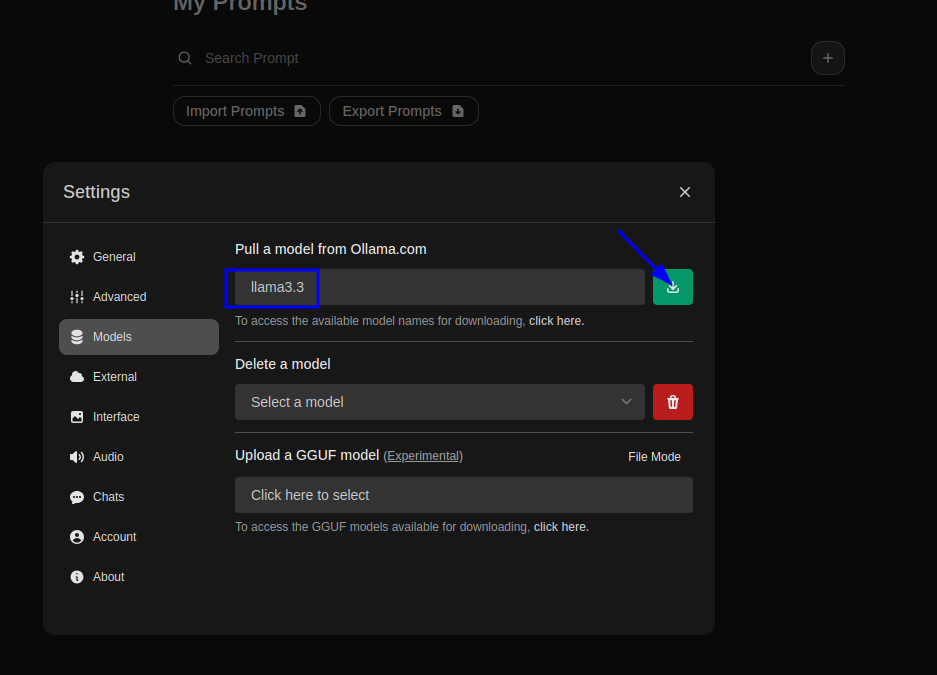 My Prompts
Search Prompt
Import Prompts
Export Prompts
Settings
General
Advanced
Models
External
Interface
Audio
Chats
Account
About
Pull a model from Ollama.com
llama3.3
To access the available model names for downloading, click here.
Delete a model
Select a model
Upload a GGUF model (Experimental)
File Mode
Click here to select
To access the GGUF models available for downloading, click here.